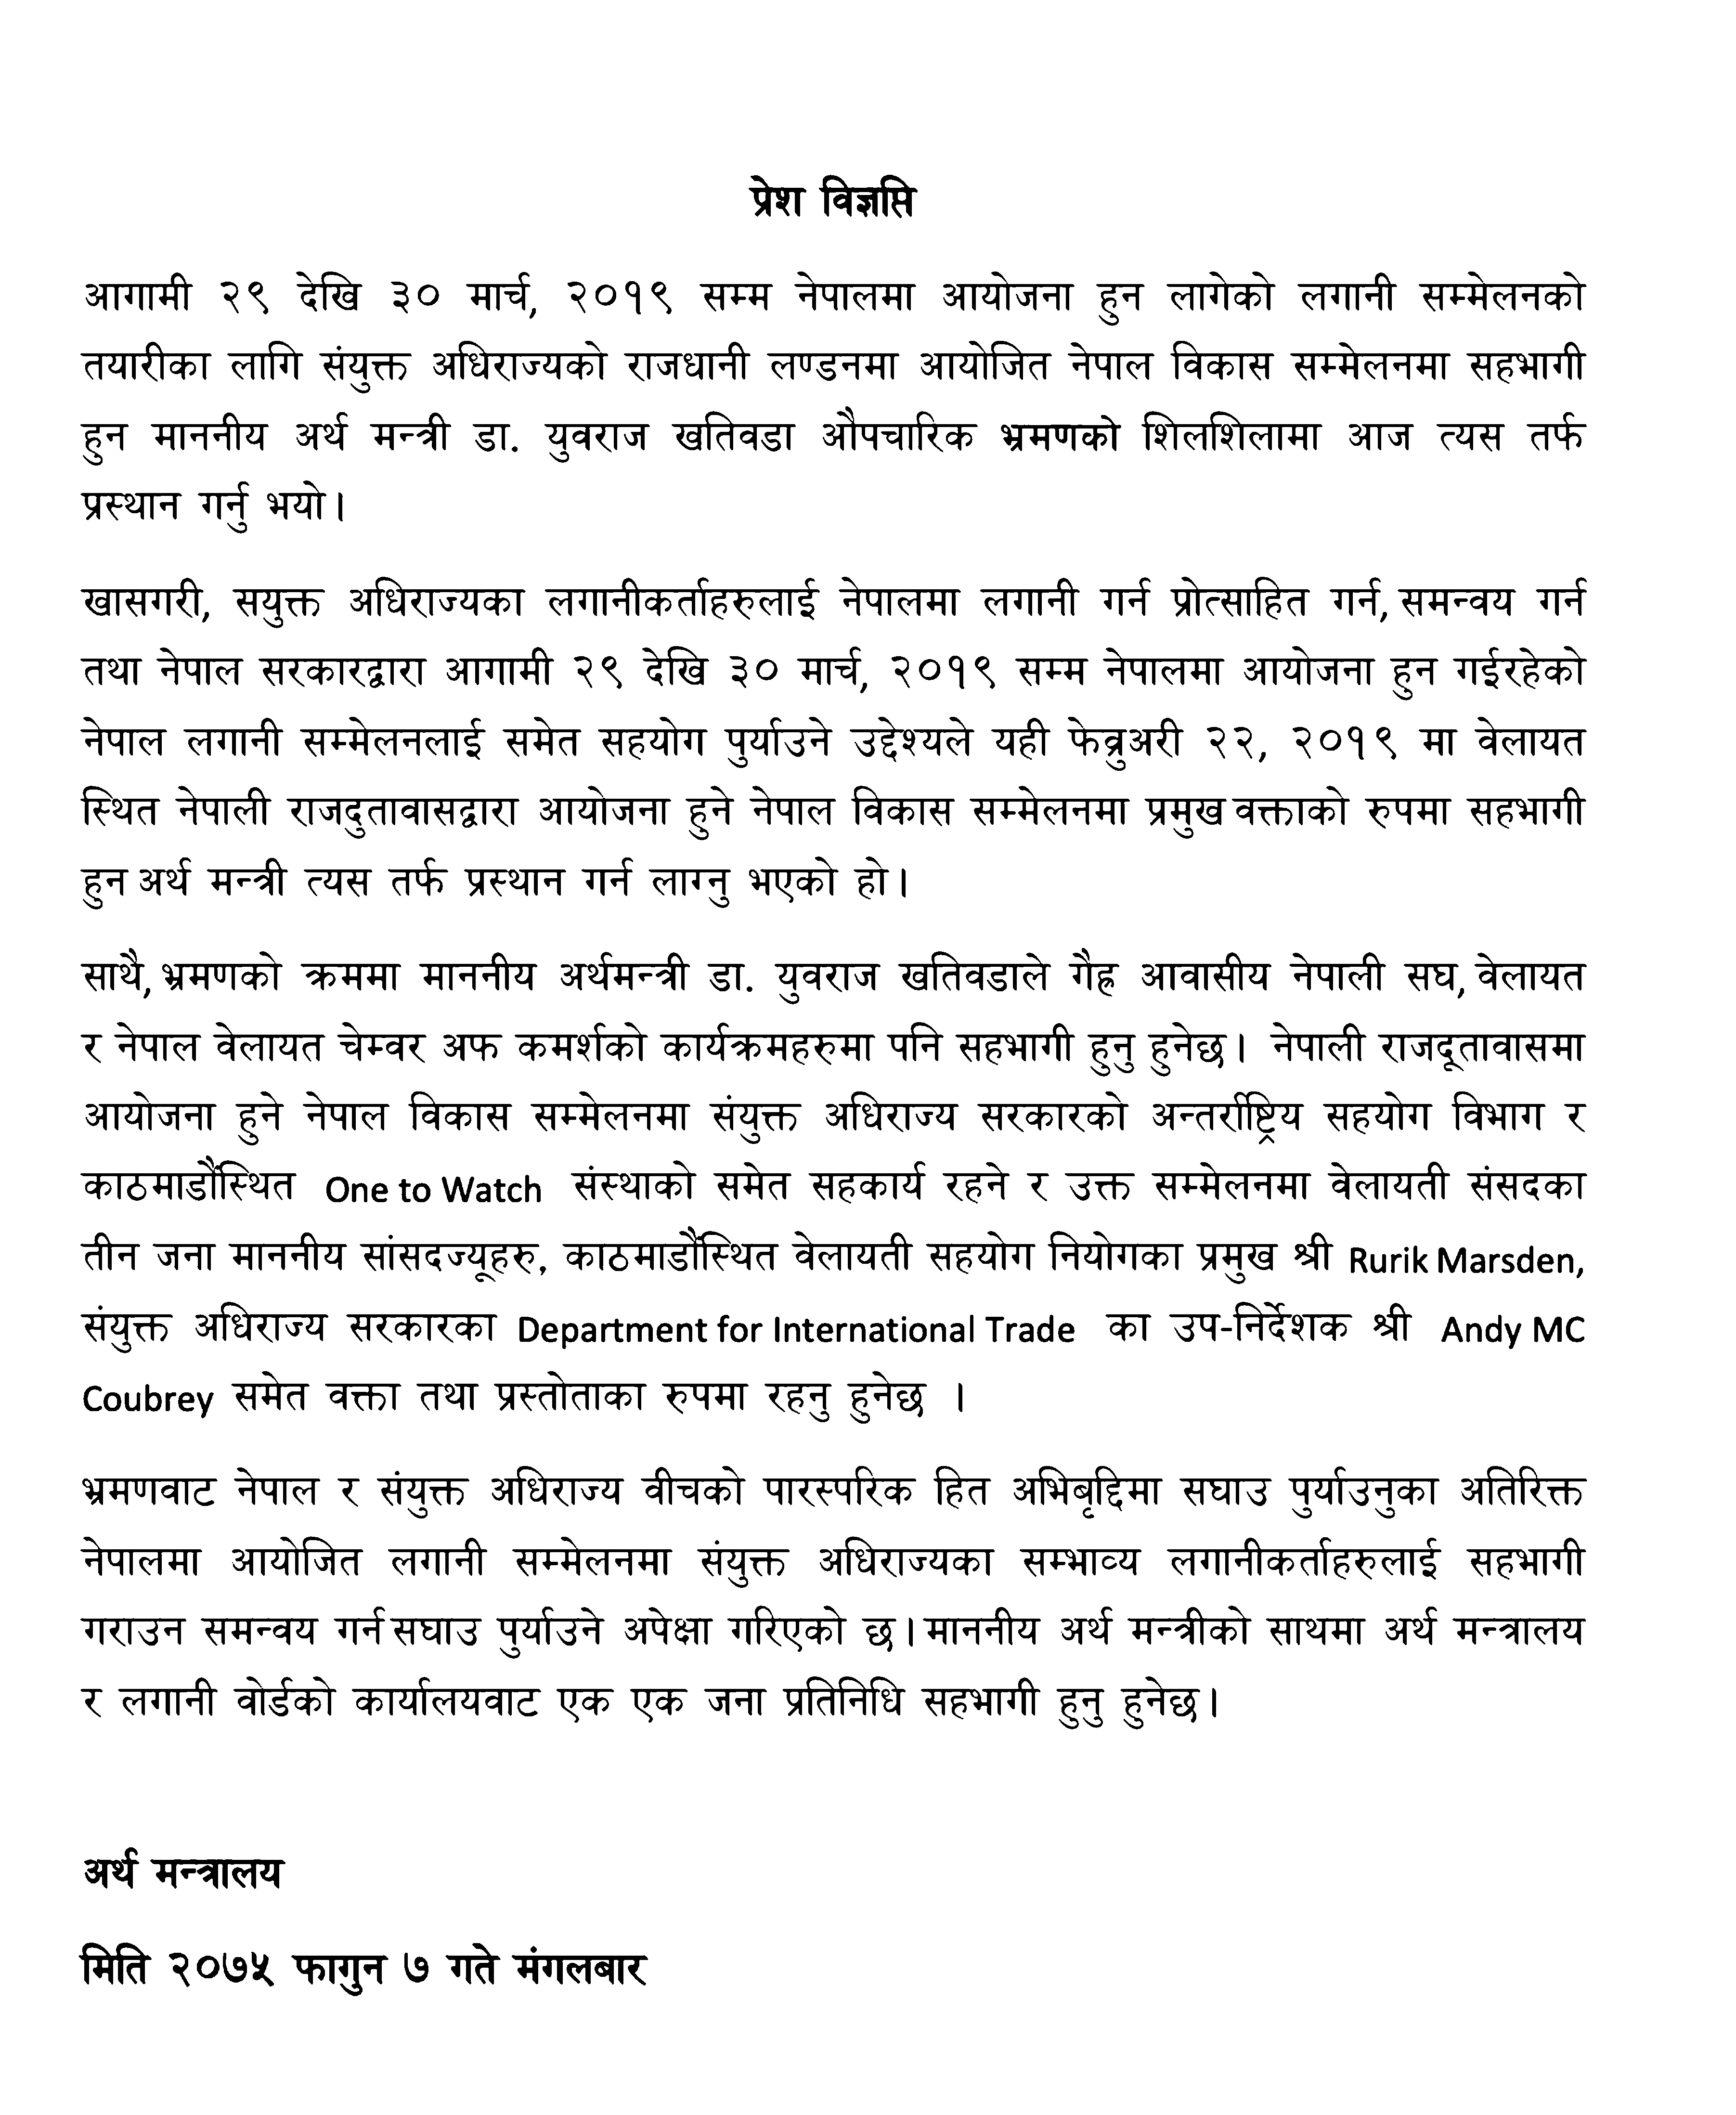 प्रेश विज्ञप्ति
आगामी २९ देखि ३० मार्च, २०१९ सम्म नेपालमा आयोजना हुन लागेको लगानी सम्मेलनको
तयारीका लागि संयुक्त अधिराज्यको राजधानी लण्डनमा आयोजित नेपाल विकास सम्मेलनमा सहभागी
हुन माननीय अर्थ मन्त्री डा. युवराज खतिवडा औपचारिक भ्रमणको शिलशिलामा आज त्यस तर्फ
प्रस्थान गर्नु भयो।
खासगरी, सयुक्त अधिराज्यका लगानीकर्ताहरुलाई नेपालमा लगानी गर्न प्रोत्साहित गर्न, समन्वय गर्न
तथा नेपाल सरकारद्वारा आगामी २९ देखि ३० मार्च, २०१९ सम्म नेपालमा आयोजना हुन गईरहेको
नेपाल लगानी सम्मेलनलाई समेत सहयोग पुर्याउने उद्देश्यले यही फेव्रुअरी २२, २०१९ मा वेलायत
स्थित नेपाली राजदुतावासद्वारा आयोजना हुने नेपाल विकास सम्मेलनमा प्रमुख वक्ताको रुपमा सहभागी
हुन अर्थ मन्त्री त्यस तर्फ प्रस्थान गर्न लाग्नु भएको हो।
साथै, भ्रमणको क्रममा माननीय अर्थमन्त्री डा. युवराज खतिवडाले गैह्र आवासीय नेपाली सघ, वेलायत
र नेपाल वेलायत चेम्वर अफ कमर्शको कार्यक्रमहरुमा पनि सहभागी हुनु हुनेछ। नेपाली राजदूतावासमा
आयोजना हुने नेपाल विकास सम्मेलनमा संयुक्त अधिराज्य सरकारको अन्तर्राष्ट्रिय सहयोग विभाग र
काठमाडौंस्थित One to Watch संस्थाको समेत सहकार्य रहने र उक्त सम्मेलनमा वेलायती संसदका
तीन जना माननीय सांसदज्यूहरु, काठमाडौंस्थित वेलायती सहयोग नियोगका प्रमुख श्री Rurik Marsden,
संयुक्त अधिराज्य सरकारका Department for International Trade का उप-निर्देशक श्री Andy MC
Coubrey समेत वक्ता तथा प्रस्तोताका रुपमा रहनु हुनेछ ।
भ्रमणवाट नेपाल र संयुक्त अधिराज्य वीचको पारस्परिक हित अभिबृद्दिमा सघाउ पुर्याउनुका अतिरिक्त
नेपालमा आयोजित लगानी सम्मेलनमा संयुक्त अधिराज्यका सम्भाव्य लगानीकर्ताहरुलाई सहभागी
गराउन समन्वय गर्न सघाउ पुर्याउने अपेक्षा गरिएको छ। माननीय अर्थ मन्त्रीको साथमा अर्थ मन्त्रालय
र लगानी वोर्डको कार्यालयवाट एक एक जना प्रतिनिधि सहभागी हुनु हुनेछ।
अर्थ मन्त्रालय
मिति २०७५ फागुन ७ गते मंगलबार